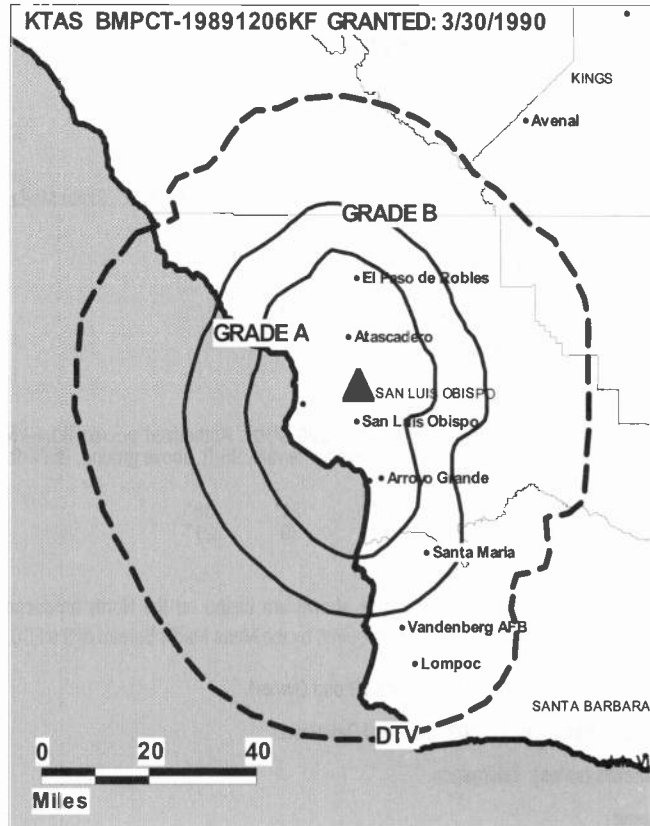 KTAS BMPCT-19891206KF GRANTED: 3/30/1990
KINGS
Avenal
GRADE B
El Paso de Robles
GRADE A
Atascadero
SAN LUIS OBISPO
San Luis Obispo
Arroyo Grande
Santa Maria
Vandenberg AFB
Lompoc
SANTA BARBARA
DTV
0 20 40
Miles